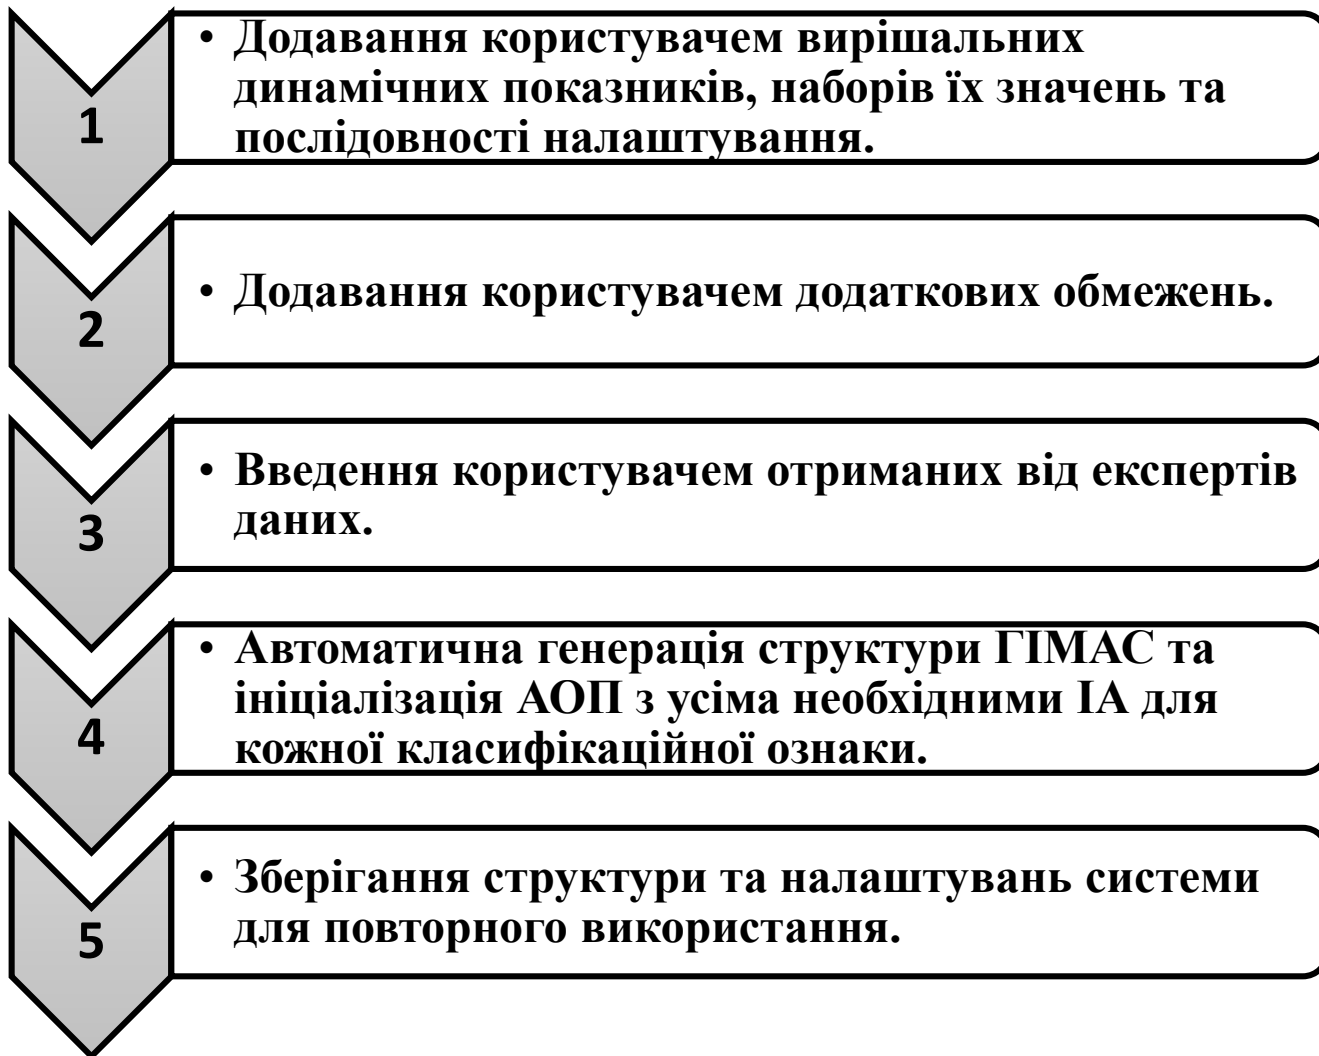 1
• Додавання користувачем вирішальних
динамічних показників, наборів їх значень та
послідовності налаштування.
2
• Додавання користувачем додаткових обмежень.
3
• Введення користувачем отриманих від експертів
даних.
4
• Автоматична генерація структури ГІМАС та
ініціалізація АОП з усіма необхідними ІА для
кожної класифікаційної ознаки.
5
• Зберігання структури та налаштувань системи
для повторного використання.